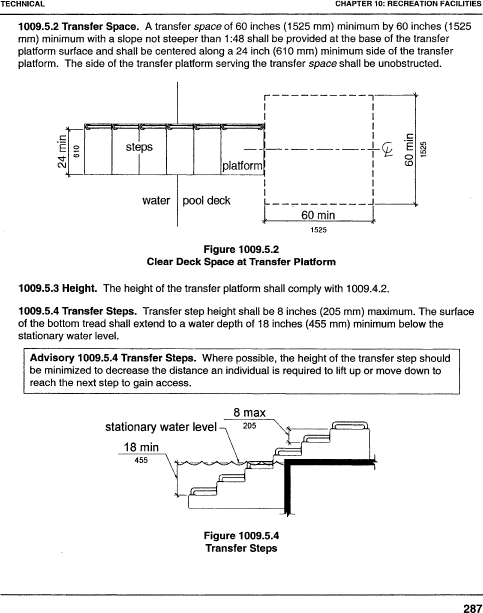 TECHNICAL CHAPTER 10: RECREATION FACILITIES
1009.5.2 Transfer Space. A transfer space of 60 inches (1525 mm) minimum by 60 inches (1525
mm) minimum with a slope not steeper than 1:48 shall be provided at the base of the transfer
platform surface and shall be centered along a 24 inch (610 mm) minimum side of the transfer
platform. The side of the transfer platform serving the transfer space shall be unobstructed.
24 min
610
steps
platform
℄
60 min
1525
water
pool deck
60 min
1525
Figure 1009.5.2
Clear Deck Space at Transfer Platform
1009.5.3 Height. The height of the transfer platform shall comply with 1009.4.2.
1009.5.4 Transfer Steps. Transfer step height shall be 8 inches (205 mm) maximum. The surface
of the bottom tread shall extend to a water depth of 18 inches (455 mm) minimum below the
stationary water level.
Advisory 1009.5.4 Transfer Steps. Where possible, the height of the transfer step should
be minimized to decrease the distance an individual is required to lift up or move down to
reach the next step to gain access.
8 max
205
stationary water level
18 min
455
Figure 1009.5.4
Transfer Steps
287